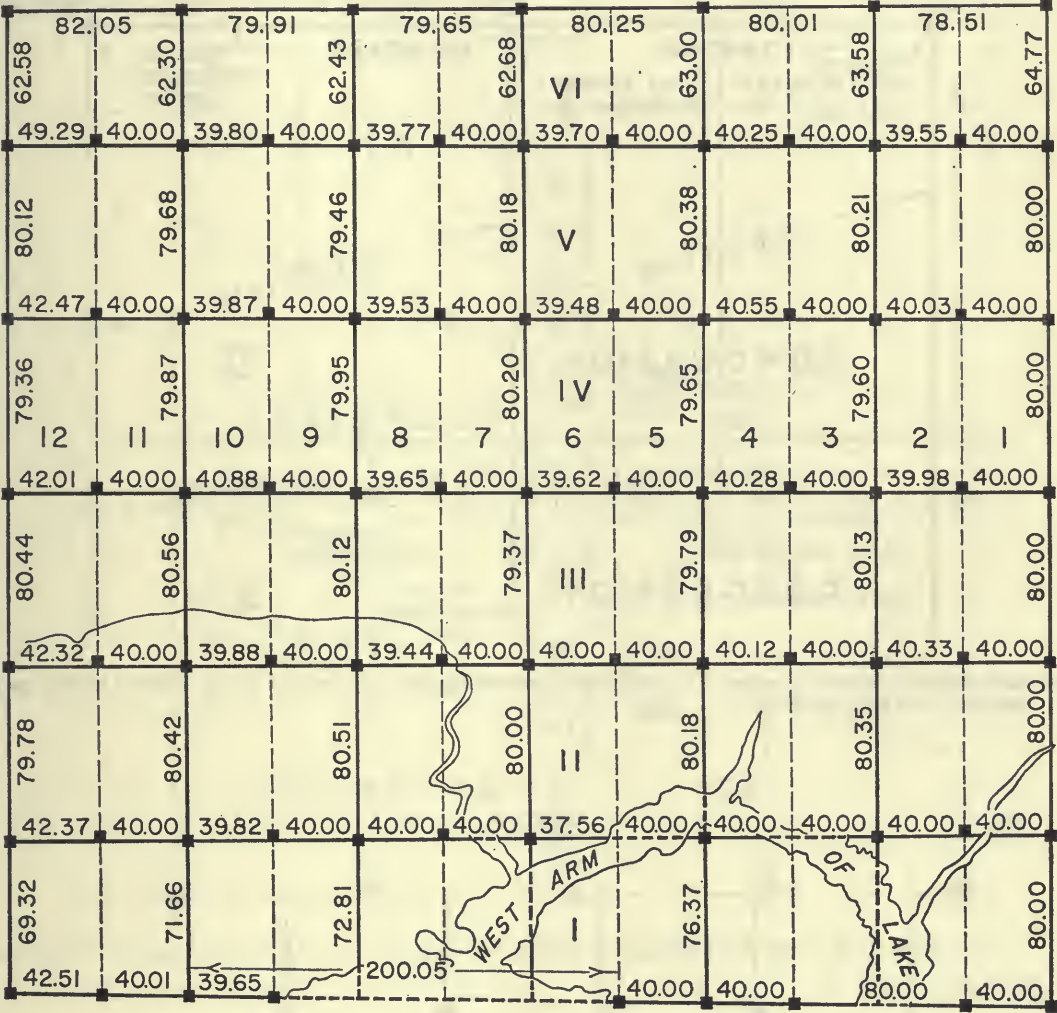 82.05 79.91 79.65 80.25 80.01 78.51
62.58 62.30 62.43 62.68 VI 63.00 63.58 64.77
49.29 40.00 39.80 40.00 39.77 40.00 39.70 40.00 40.25 40.00 39.55 40.00
80.12 79.68 79.46 80.18 V 80.38 80.21 80.00
42.47 40.00 39.87 40.00 39.53 40.00 39.48 40.00 40.55 40.00 40.03 40.00
79.36 79.87 79.95 80.20 IV 79.65 79.60 80.00
12 11 10 9 8 7 6 5 4 3 2 1
42.01 40.00 40.88 40.00 39.65 40.00 39.62 40.00 40.28 40.00 39.98 40.00
80.44 80.56 80.12 79.37 III 79.79 80.13 80.00
42.32 40.00 39.88 40.00 39.44 40.00 40.00 40.00 40.12 40.00 40.33 40.00
79.78 80.42 80.51 80.00 II 80.18 80.35 80.00
42.37 40.00 39.82 40.00 40.00 40.00 37.56 40.00 40.00 40.00 40.00 40.00
69.32 71.66 72.81 WEST ARM I 76.37 OF LAKE 80.00
200.05
42.51 40.01 39.65 40.00 40.00 80.00 40.00